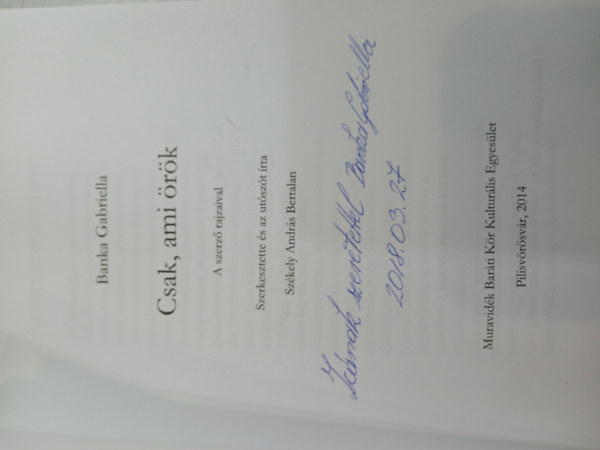 Banka Gabriella
Csak, ami örök
A szerző rajzaival
Szerkesztette és az utószót írta
Székely András Bertalan
szeretettel Banka Gabriella
2018.03.27
Muravidék Baráti Kör Kulturális Egyesület
Pilisvörösvár, 2014